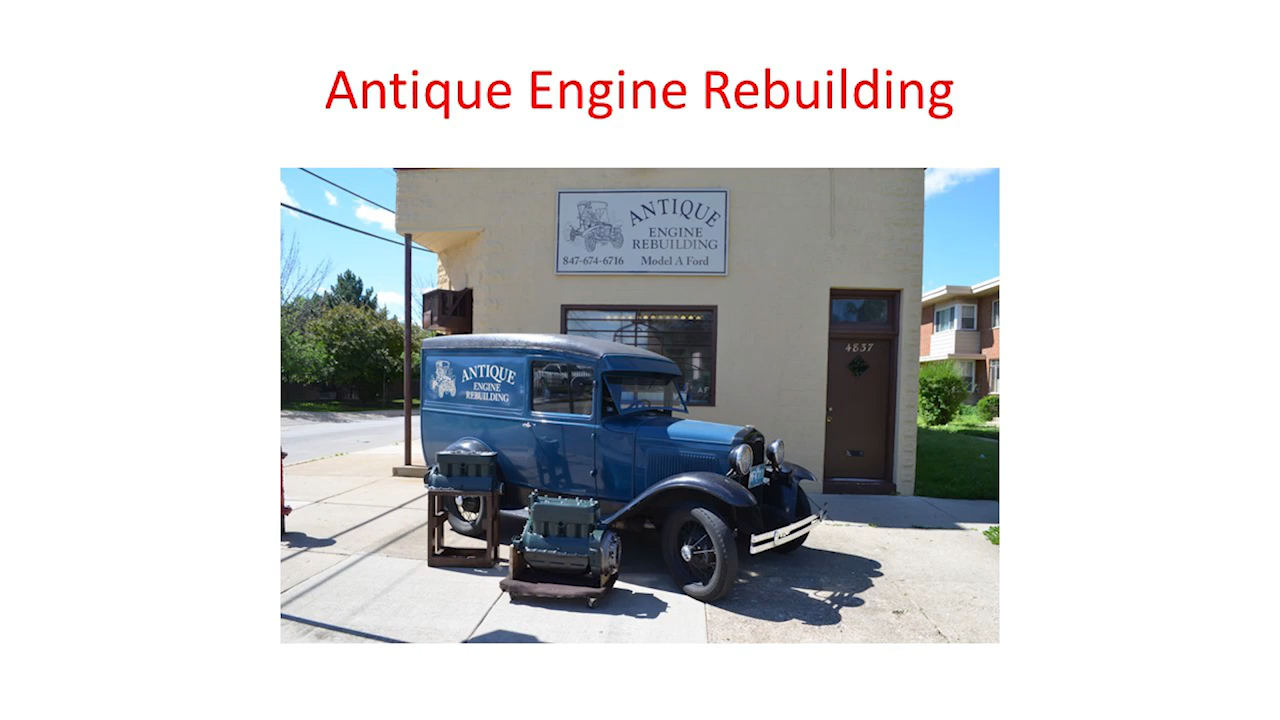 Antique Engine Rebuilding
ANTIQUE
ENGINE
REBUILDING
847-674-6716 Model A Ford
4837
ANTIQUE
ENGINE
REBUILDING